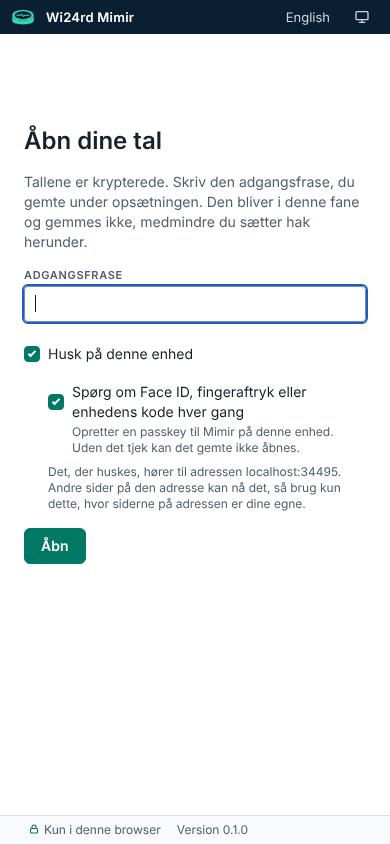 Wi24rd Mimir
English
Åbn dine tal
Tallene er krypterede. Skriv den adgangsfrase, du
gemte under opsætningen. Den bliver i denne fane
og gemmes ikke, medmindre du sætter hak
herunder.
ADGANGSFRASE
Husk på denne enhed
Spørg om Face ID, fingeraftryk eller
enhedens kode hver gang
Opretter en passkey til Mimir på denne enhed.
Uden det tjek kan det gemte ikke åbnes.
Det, der huskes, hører til adressen localhost:34495.
Andre sider på den adresse kan nå det, så brug kun
dette, hvor siderne på adressen er dine egne.
Åbn
Kun i denne browser
Version 0.1.0